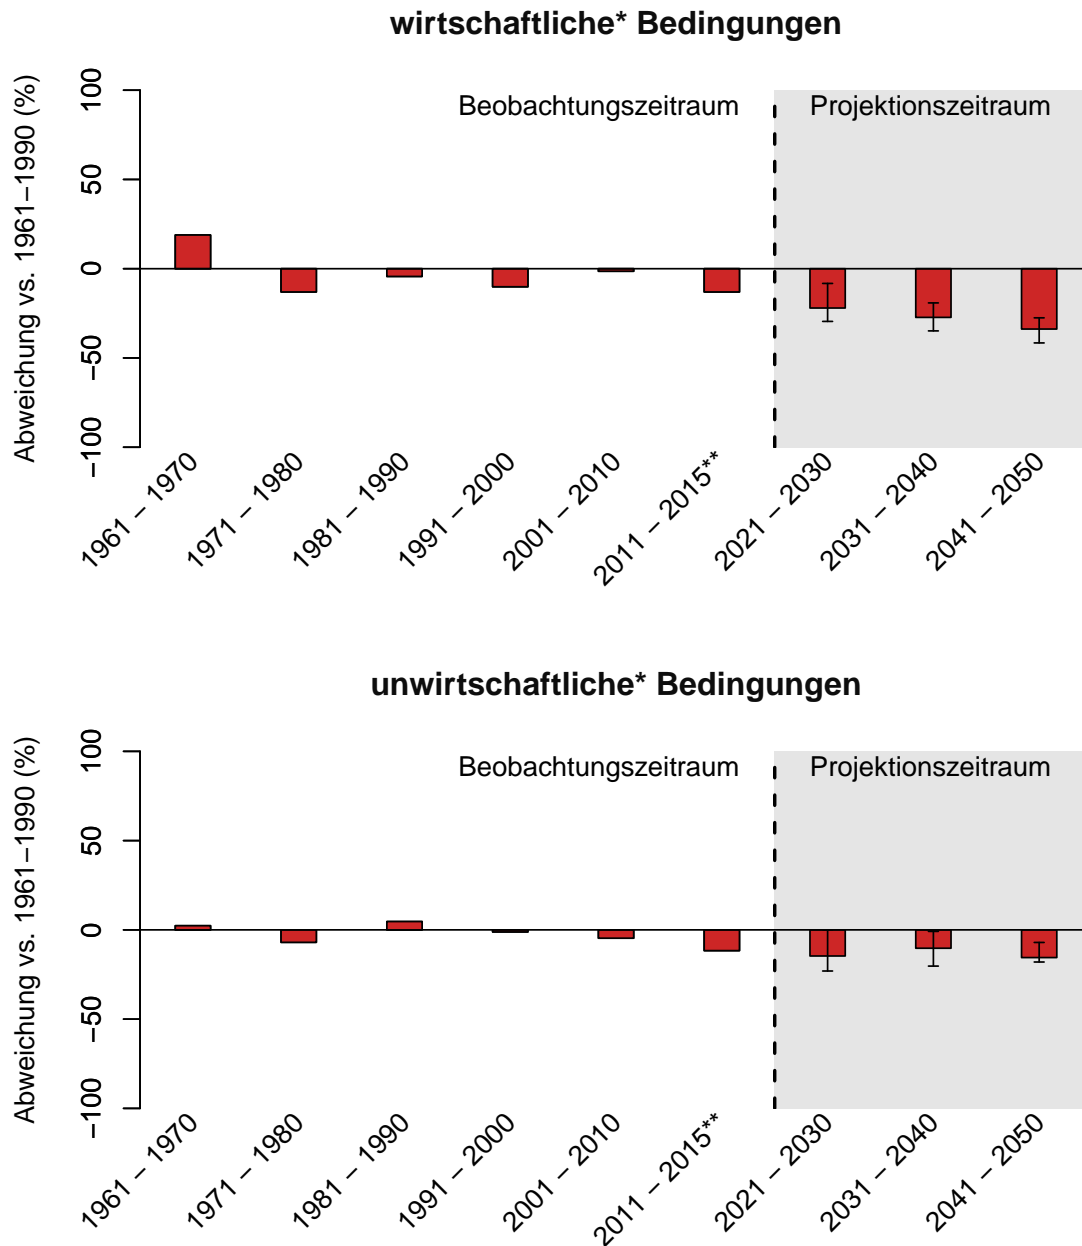 wirtschaftliche* Bedingungen
Abweichung vs. 1961−1990 (%)
100
50
0
−50
−100
Beobachtungszeitraum
Projektionszeitraum
1961 − 1970
1971 − 1980
1981 − 1990
1991 − 2000
2001 − 2010
2011 − 2015**
2021 − 2030
2031 − 2040
2041 − 2050
unwirtschaftliche* Bedingungen
Abweichung vs. 1961−1990 (%)
100
50
0
−50
−100
Beobachtungszeitraum
Projektionszeitraum
1961 − 1970
1971 − 1980
1981 − 1990
1991 − 2000
2001 − 2010
2011 − 2015**
2021 − 2030
2031 − 2040
2041 − 2050